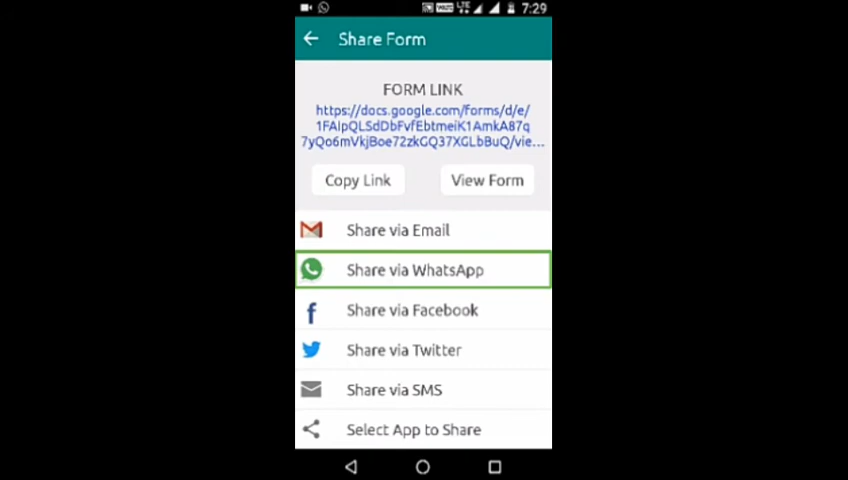 7:29
Share Form
FORM LINK
https://docs.google.com/forms/d/e/
1FAIpQLSdDbFvfEbtmeiK1AmkA87q
7yQo6mVkjBoe72zkGQ37XGLbBuQ/vie...
Copy Link
View Form
Share via Email
Share via WhatsApp
Share via Facebook
Share via Twitter
Share via SMS
Select App to Share